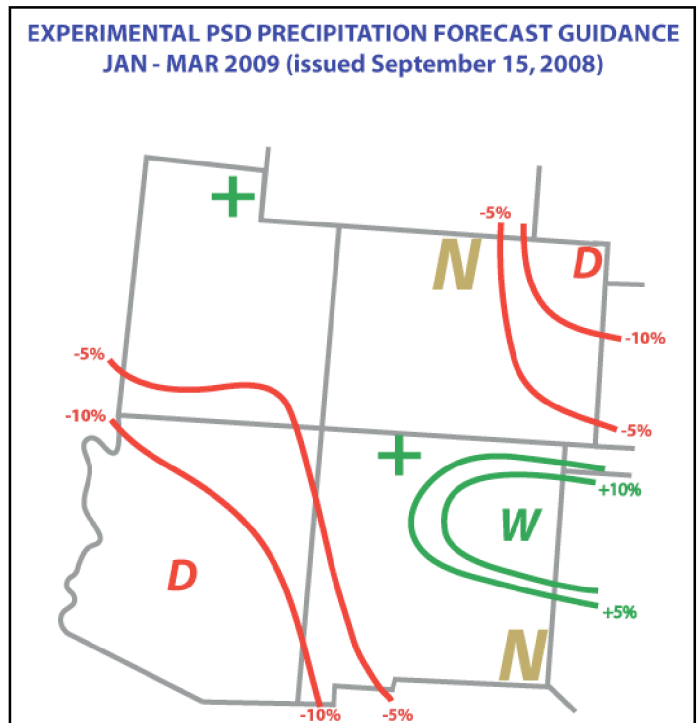 EXPERIMENTAL PSD PRECIPITATION FORECAST GUIDANCE
JAN - MAR 2009 (issued September 15, 2008)
+
-5%
N
D
-10%
-5%
-5%
-10%
+
+10%
W
D
+5%
N
-10%
-5%